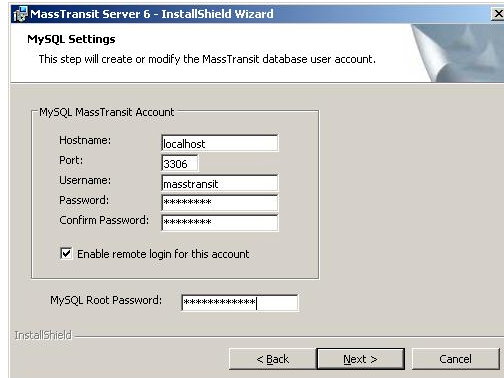 MassTransit Server 6 - InstallShield Wizard
MySQL Settings
This step will create or modify the MassTransit database user account.
MySQL MassTransit Account
Hostname:
localhost
Port:
3306
Username:
masstransit
Password:
********
Confirm Password:
********
Enable remote login for this account
MySQL Root Password:
************
InstallShield
< Back
Next >
Cancel